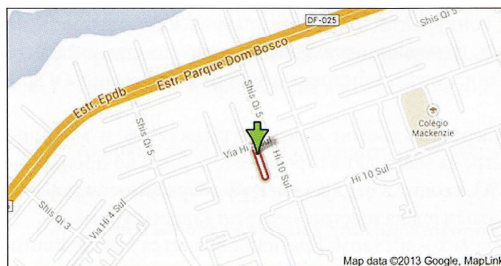 Shis Qi 5
DF-025
Estr. Parque Dom Bosco
Estr. Epdb
Shis Qi 5
Shis Qi 5
Colégio
Mackenzie
Via Hi
Sul
Hi 10 Sul
Hi 10 Sul
Shis Qi 3
Via Hi 4 Sul
Map data ©2013 Google, MapLink